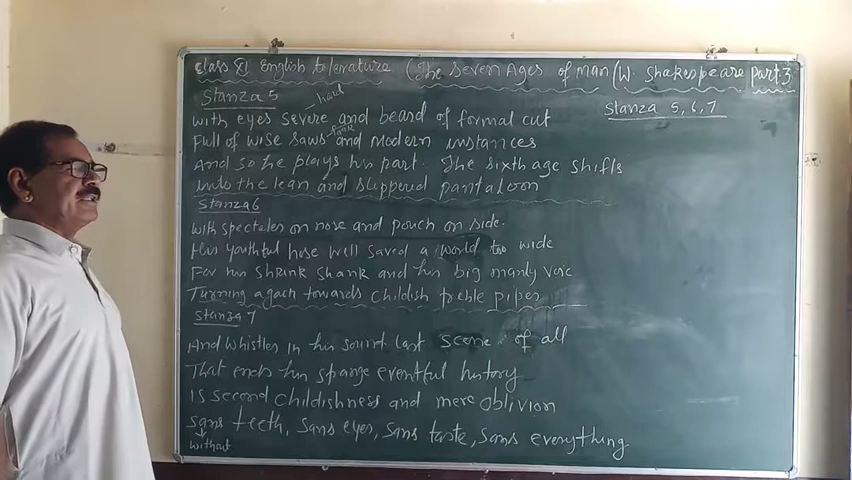 Class XI English Literature (The Seven Ages of Man (W. Shakespeare Part 3
Stanza 5
Stanza 5, 6, 7
hard
With eyes severe and beard of formal cut
Full of wise saws and modern instances
And so he plays his part. The sixth age shifts
into the lean and slippered pantaloon
Stanza 6
With spectales on nose and pouch on side.
His youthful hose well saved a world too wide
For his shrink shank and his big manly voic
Turning again towards childish treble pipes
Stanza 7
And whistles in his sound last scene of all
That ends his strange eventful history
Is second childishness and mere oblivion
Sans teeth, Sans eyes, Sans taste, Sans everything
without